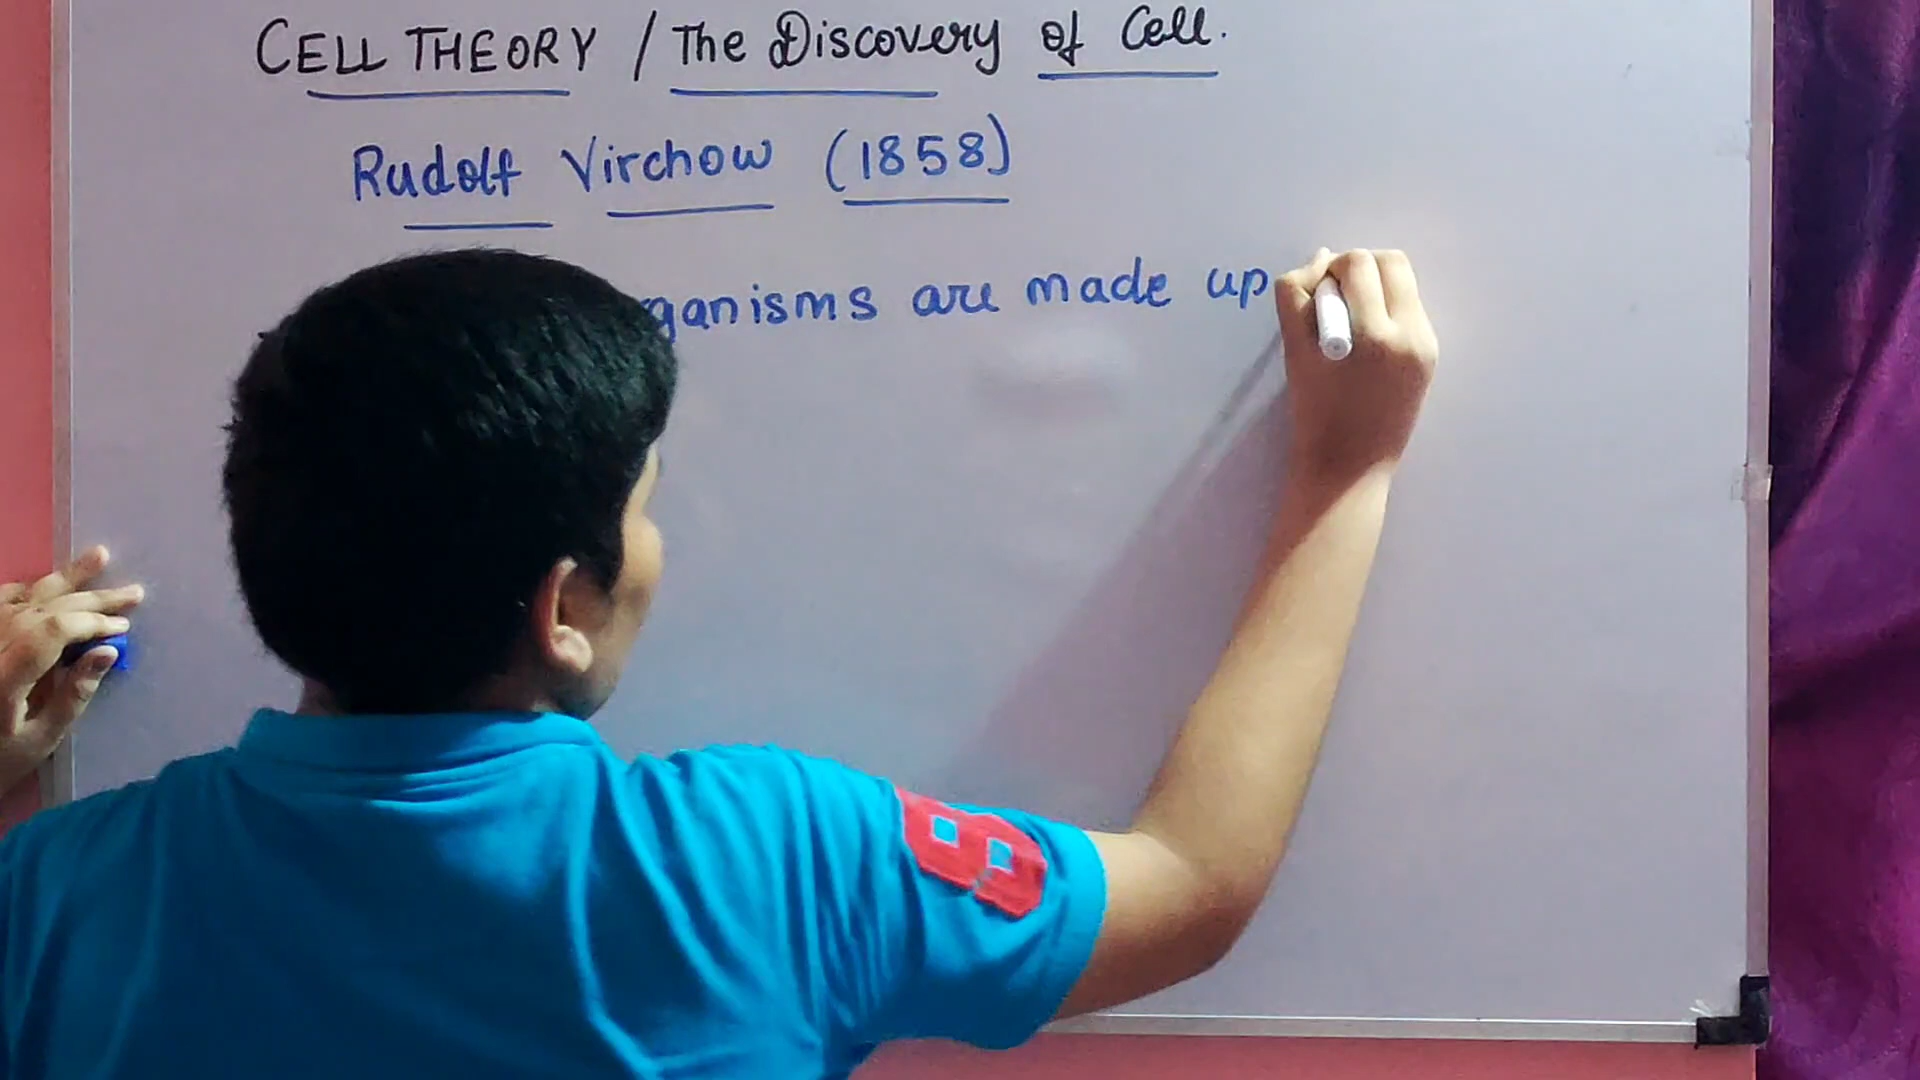 CELL THEORY / The Discovery of Cell.
Rudolf Virchow (1858)
ganisms are made up